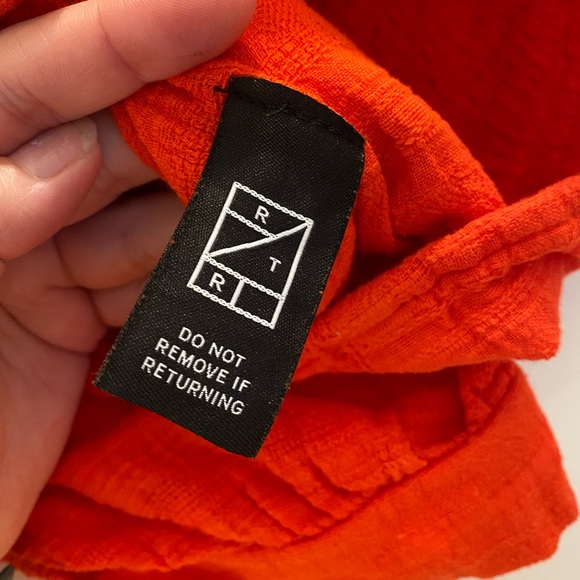 R
T
R
DO NOT
REMOVE IF
RETURNING